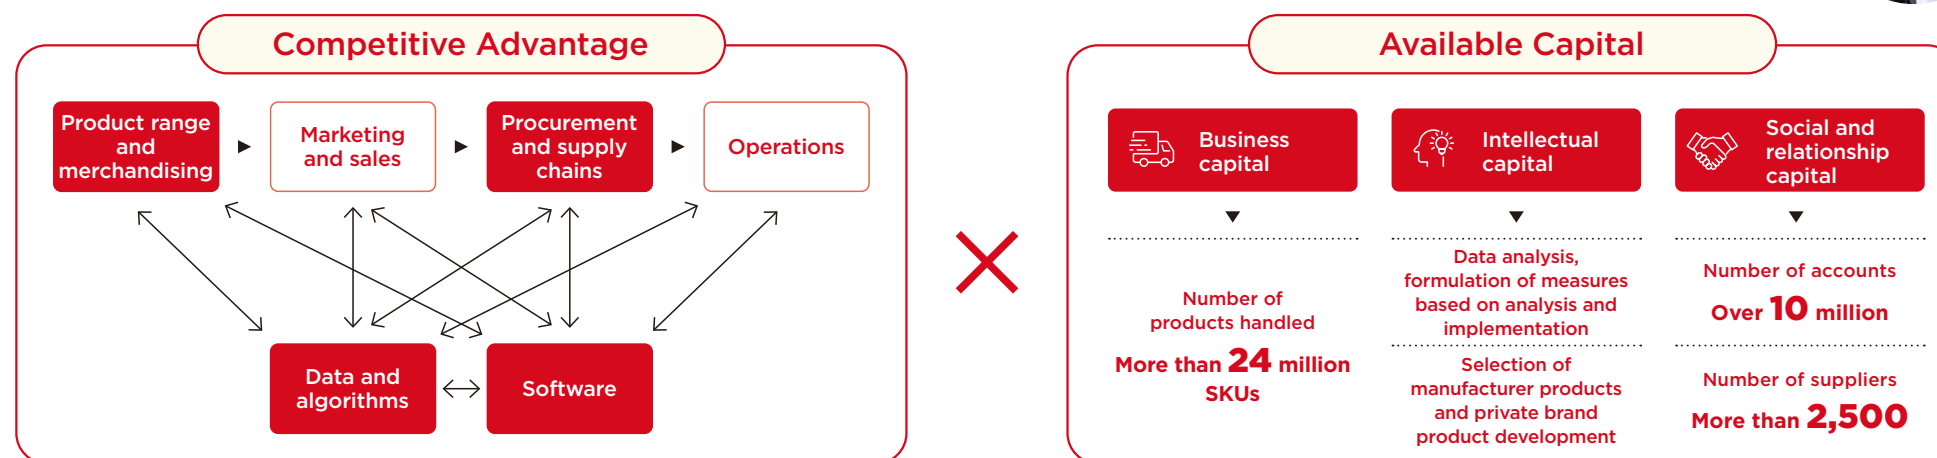 Competitive Advantage
Product range
and
merchandising
Marketing
and sales
Procurement
and supply
chains
Operations
Data and
algorithms
Software
Available Capital
Business
capital
Number of
products handled
More than 24 million
SKUs
Intellectual
capital
Data analysis,
formulation of measures
based on analysis and
implementation
Selection of
manufacturer products
and private brand
product development
Social and
relationship
capital
Number of accounts
Over 10 million
Number of suppliers
More than 2,500